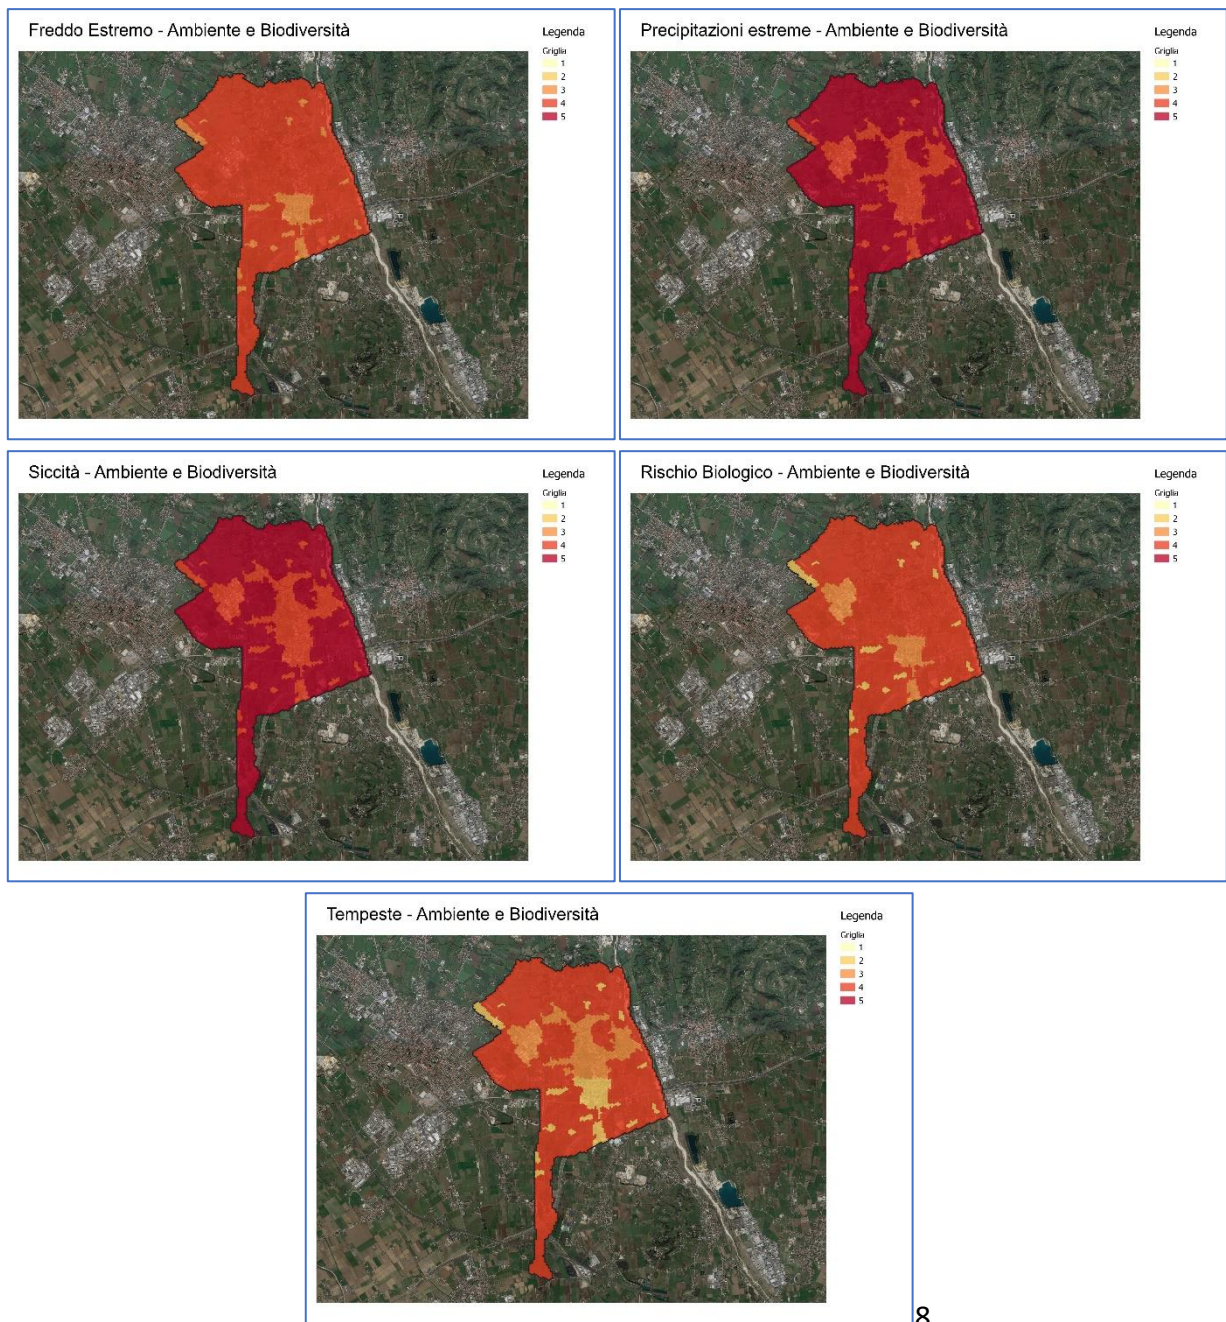 Freddo Estremo - Ambiente e Biodiversità
Legenda
Griglia
1
2
3
4
5
Precipitazioni estreme - Ambiente e Biodiversità
Legenda
Griglia
1
2
3
4
5
Siccità - Ambiente e Biodiversità
Legenda
Griglia
1
2
3
4
5
Rischio Biologico - Ambiente e Biodiversità
Legenda
Griglia
1
2
3
4
5
Tempeste - Ambiente e Biodiversità
Legenda
Griglia
1
2
3
4
5
8